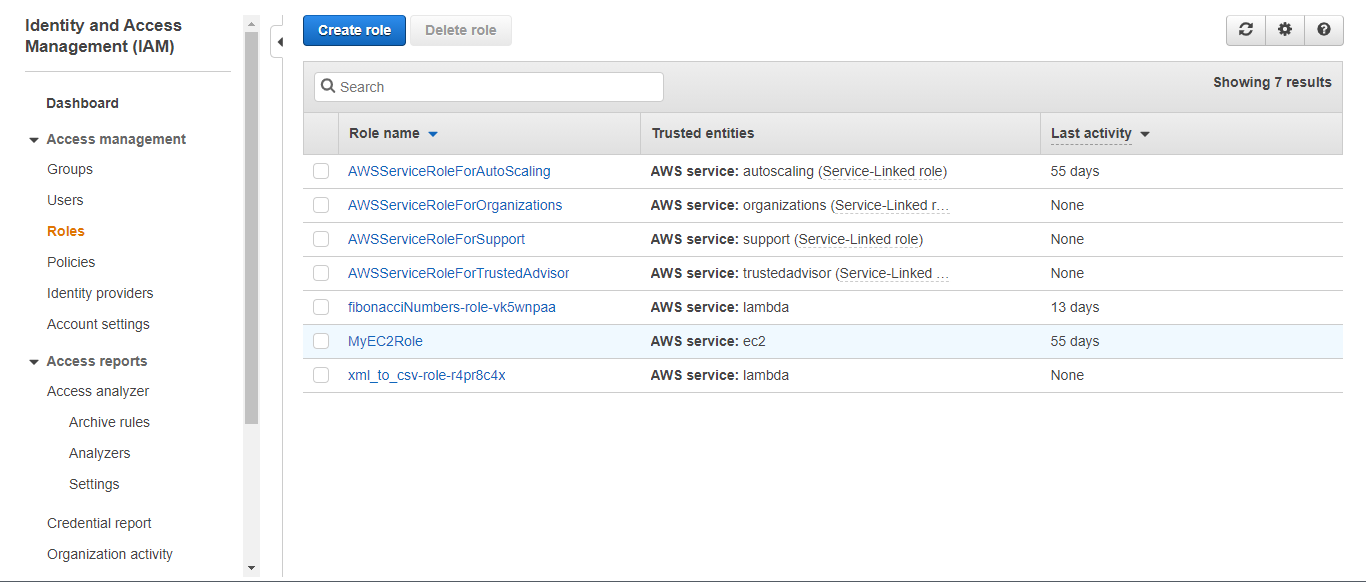 Identity and Access
Management (IAM)
Dashboard
Access management
Groups
Users
Roles
Policies
Identity providers
Account settings
Access reports
Access analyzer
Archive rules
Analyzers
Settings
Credential report
Organization activity
Create role Delete role
Search Showing 7 results
Role name Trusted entities Last activity
AWSServiceRoleForAutoScaling AWS service: autoscaling (Service-Linked role) 55 days
AWSServiceRoleForOrganizations AWS service: organizations (Service-Linked r… None
AWSServiceRoleForSupport AWS service: support (Service-Linked role) None
AWSServiceRoleForTrustedAdvisor AWS service: trustedadvisor (Service-Linked … None
fibonacciNumbers-role-vk5wnpaa AWS service: lambda 13 days
MyEC2Role AWS service: ec2 55 days
xml_to_csv-role-r4pr8c4x AWS service: lambda None